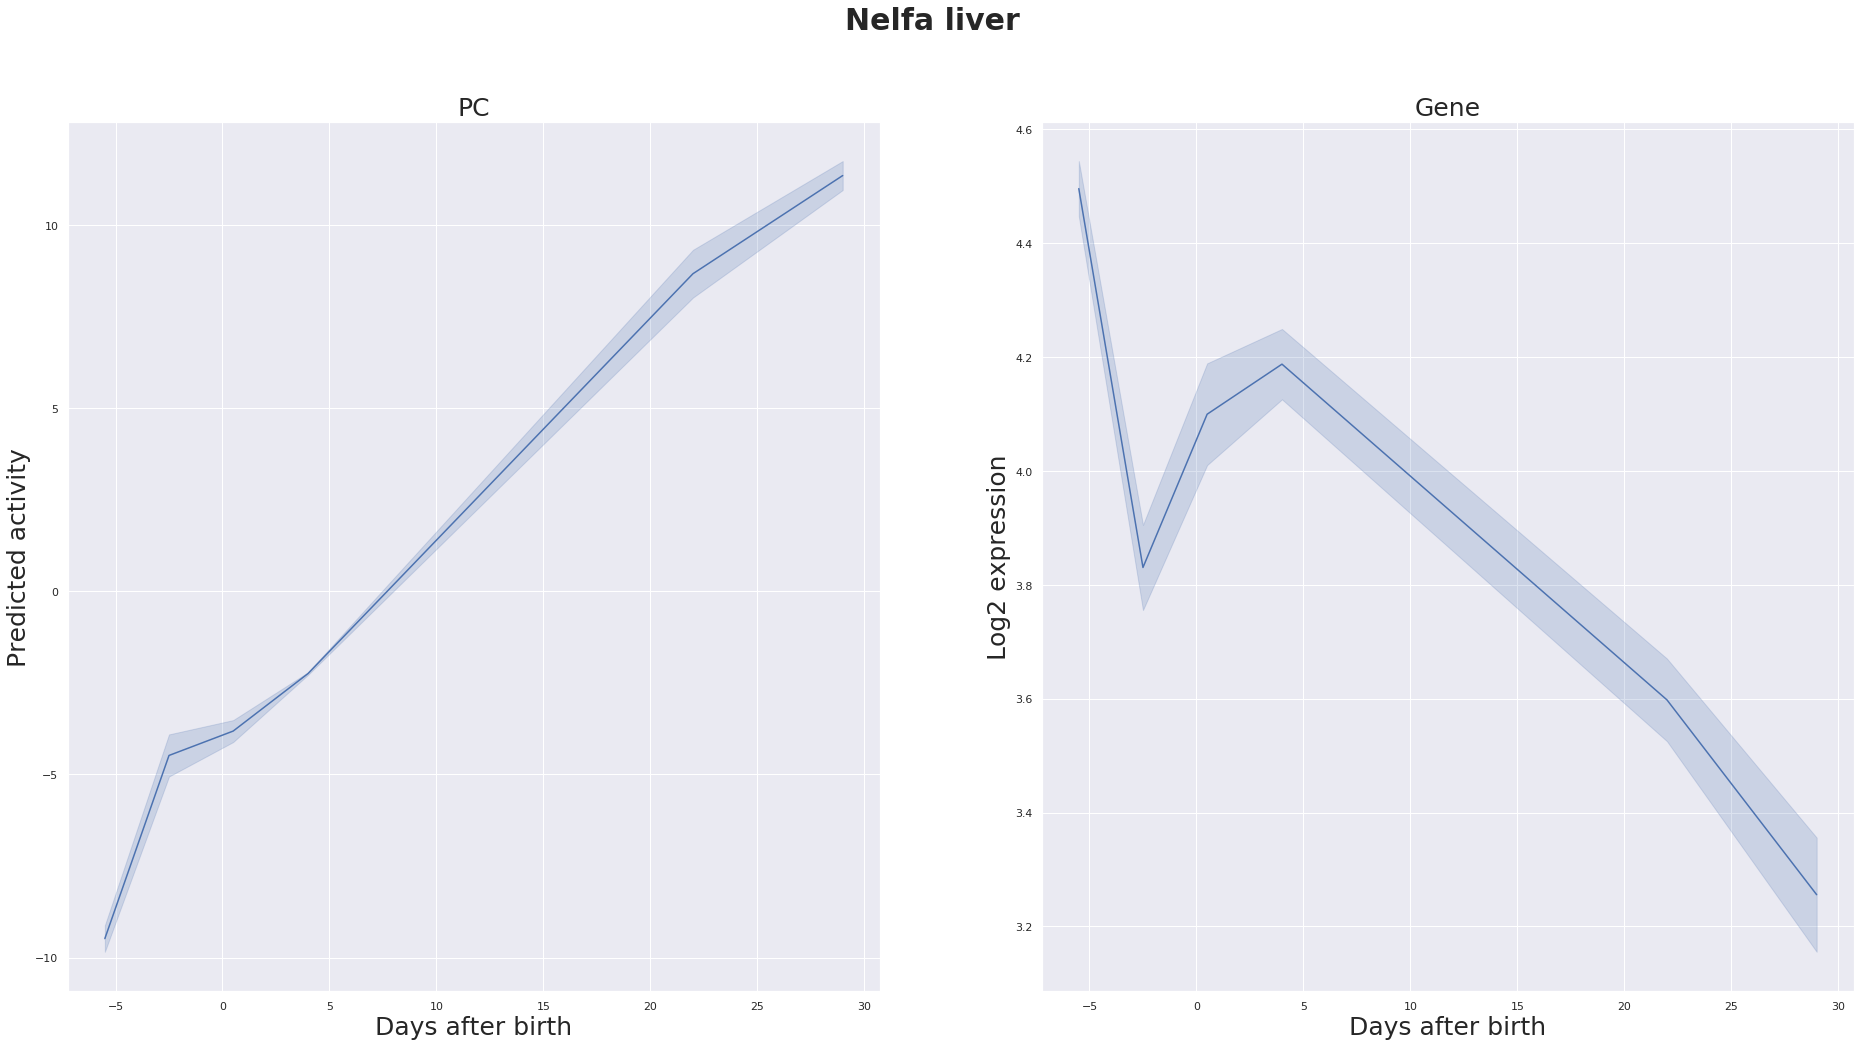 Nelfa liver
PC
Predicted activity
10
5
0
−5
−10
−5 0 5 10 15 20 25 30
Days after birth
Gene
Log2 expression
4.6
4.4
4.2
4.0
3.8
3.6
3.4
3.2
−5 0 5 10 15 20 25 30
Days after birth